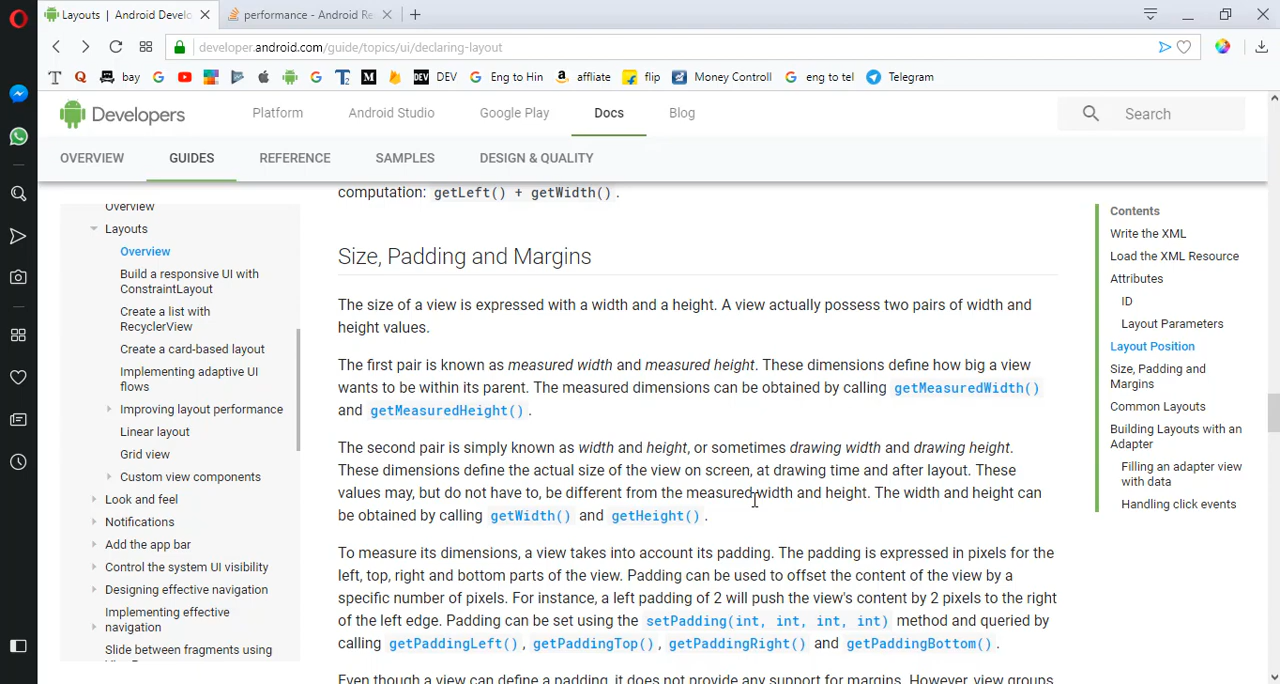 Layouts | Android Develo
performance - Android Re
developer.android.com/guide/topics/ui/declaring-layout
bay
DEV DEV
Eng to Hin
affliate
flip
Money Controll
eng to tel
Telegram
Developers
Platform
Android Studio
Google Play
Docs
Blog
Search
OVERVIEW
GUIDES
REFERENCE
SAMPLES
DESIGN & QUALITY
Overview
Layouts
Overview
Build a responsive UI with
ConstraintLayout
Create a list with
RecyclerView
Create a card-based layout
Implementing adaptive UI
flows
Improving layout performance
Linear layout
Grid view
Custom view components
Look and feel
Notifications
Add the app bar
Control the system UI visibility
Designing effective navigation
Implementing effective
navigation
Slide between fragments using
computation: getLeft() + getWidth().
Size, Padding and Margins
The size of a view is expressed with a width and a height. A view actually possess two pairs of width and
height values.
The first pair is known as measured width and measured height. These dimensions define how big a view
wants to be within its parent. The measured dimensions can be obtained by calling getMeasuredWidth()
and getMeasuredHeight().
The second pair is simply known as width and height, or sometimes drawing width and drawing height.
These dimensions define the actual size of the view on screen, at drawing time and after layout. These
values may, but do not have to, be different from the measured width and height. The width and height can
be obtained by calling getWidth() and getHeight().
To measure its dimensions, a view takes into account its padding. The padding is expressed in pixels for the
left, top, right and bottom parts of the view. Padding can be used to offset the content of the view by a
specific number of pixels. For instance, a left padding of 2 will push the view's content by 2 pixels to the right
of the left edge. Padding can be set using the setPadding(int, int, int, int) method and queried by
calling getPaddingLeft(), getPaddingTop(), getPaddingRight() and getPaddingBottom().
Even though a view can define a padding, it does not provide any support for margins. However, view groups
Contents
Write the XML
Load the XML Resource
Attributes
ID
Layout Parameters
Layout Position
Size, Padding and
Margins
Common Layouts
Building Layouts with an
Adapter
Filling an adapter view
with data
Handling click events